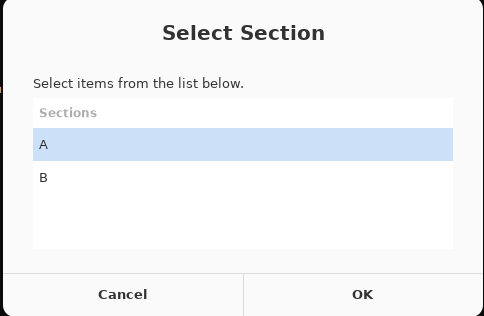 Select Section
Select items from the list below.
Sections
A
B
Cancel
OK